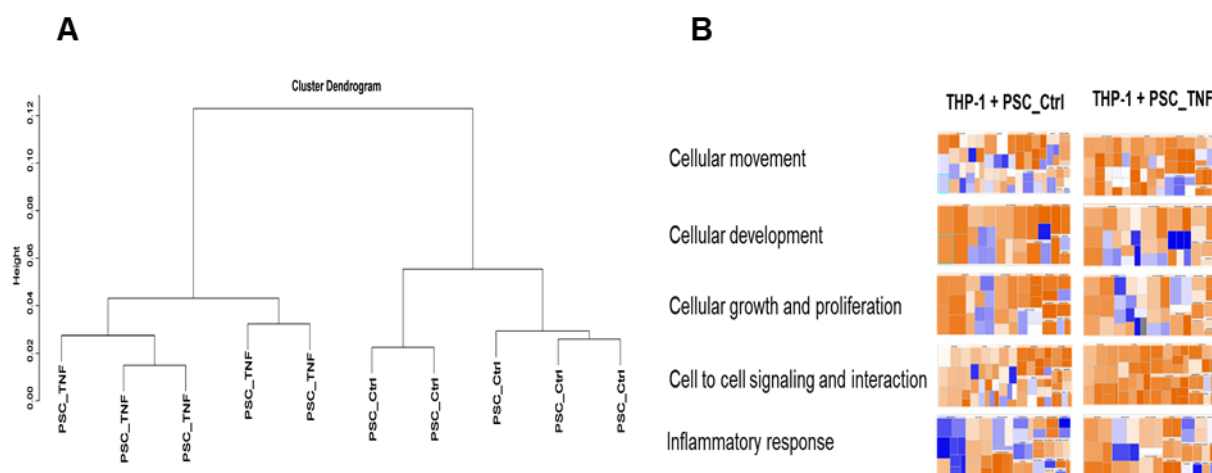 A
B
Cluster Dendrogram
Height
0.00
0.02
0.04
0.06
0.08
0.10
0.12
PSC_TNF
PSC_TNF
PSC_TNF
PSC_TNF
PSC_TNF
PSC_Ctrl
PSC_Ctrl
PSC_Ctrl
PSC_Ctrl
PSC_Ctrl
THP-1 + PSC_Ctrl
THP-1 + PSC_TNF
Cellular movement
Cellular development
Cellular growth and proliferation
Cell to cell signaling and interaction
Inflammatory response